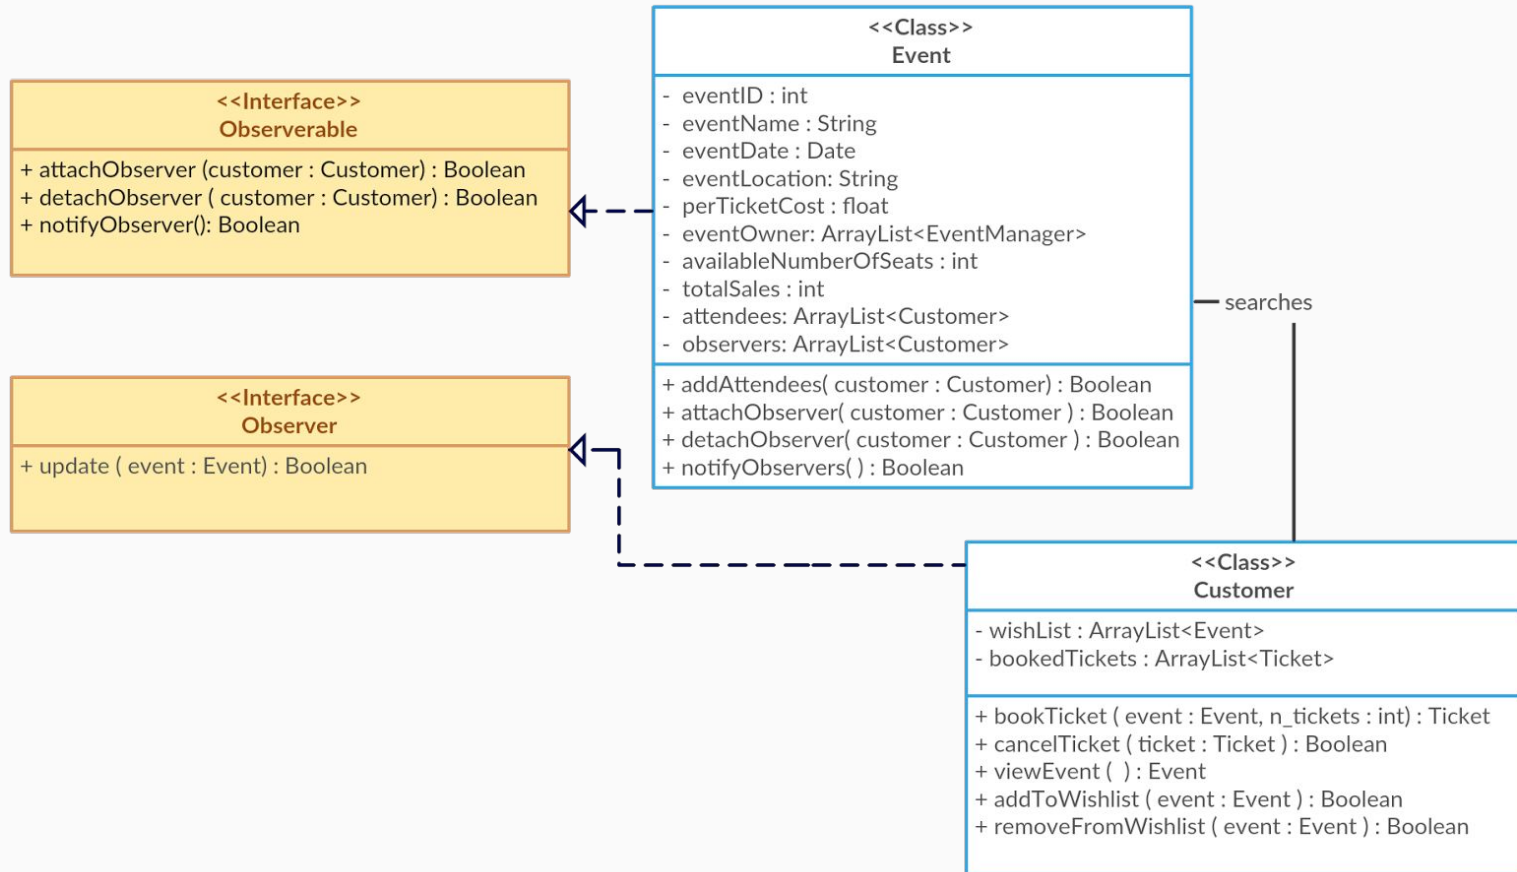 <<Interface>>
Observerable
+ attachObserver (customer : Customer) : Boolean
+ detachObserver ( customer : Customer) : Boolean
+ notifyObserver(): Boolean
<<Interface>>
Observer
+ update ( event : Event) : Boolean
<<Class>>
Event
- eventID : int
- eventName : String
- eventDate : Date
- eventLocation: String
- perTicketCost : float
- eventOwner: ArrayList<EventManager>
- availableNumberOfSeats : int
- totalSales : int
- attendees: ArrayList<Customer>
- observers: ArrayList<Customer>
+ addAttendees( customer : Customer) : Boolean
+ attachObserver( customer : Customer ) : Boolean
+ detachObserver( customer : Customer ) : Boolean
+ notifyObservers( ) : Boolean
searches
<<Class>>
Customer
- wishList : ArrayList<Event>
- bookedTickets : ArrayList<Ticket>
+ bookTicket ( event : Event, n_tickets : int) : Ticket
+ cancelTicket ( ticket : Ticket ) : Boolean
+ viewEvent ( ) : Event
+ addToWishlist ( event : Event ) : Boolean
+ removeFromWishlist ( event : Event ) : Boolean